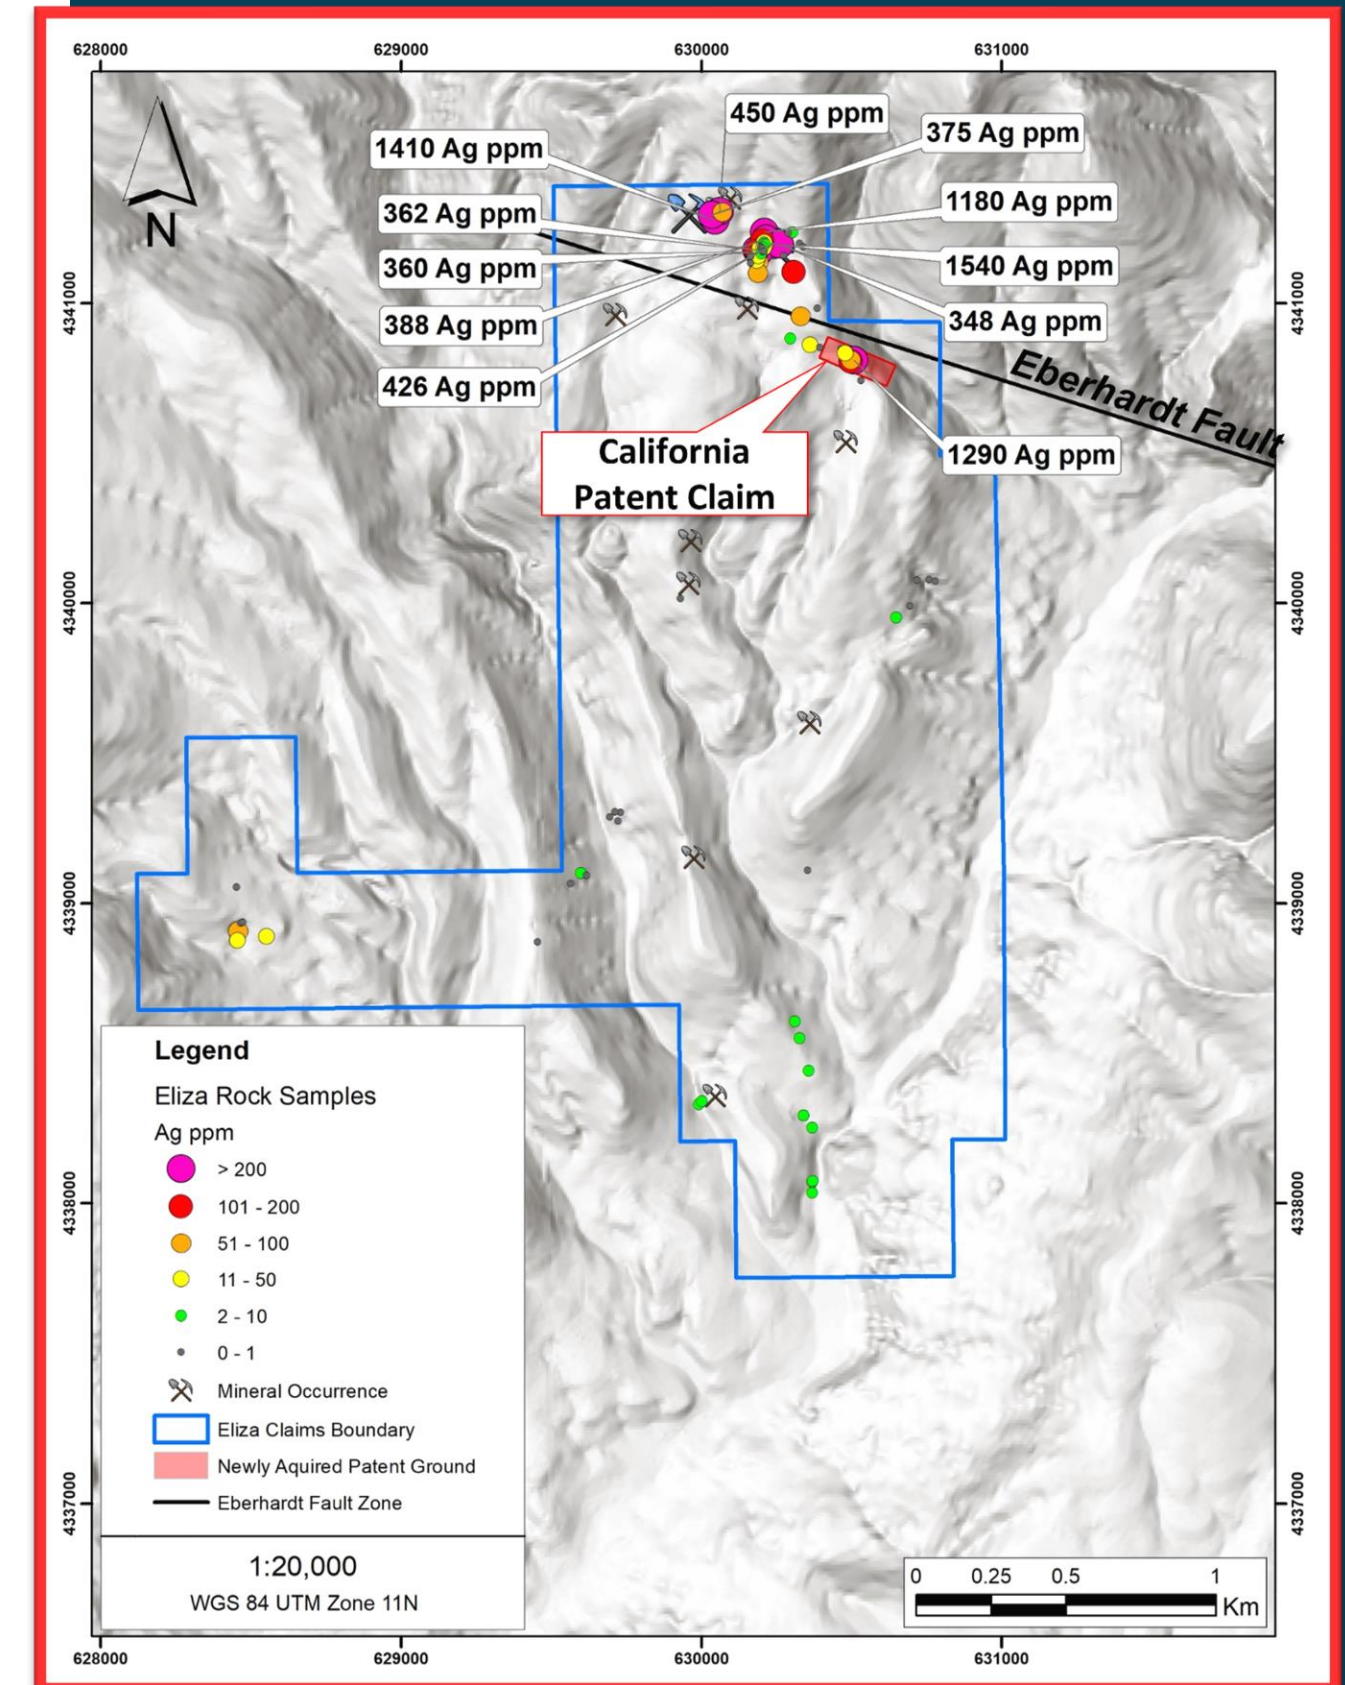 628000 629000 630000 631000
450 Ag ppm
375 Ag ppm
1410 Ag ppm
1180 Ag ppm
362 Ag ppm
N
360 Ag ppm
1540 Ag ppm
4341000
4341000
388 Ag ppm
348 Ag ppm
426 Ag ppm
Eberhardt Fault
California
Patent Claim
1290 Ag ppm
4340000
4340000
4339000
4339000
Legend
Eliza Rock Samples
Ag ppm
> 200
101 - 200
51 - 100
11 - 50
2 - 10
0 - 1
Mineral Occurrence
Eliza Claims Boundary
Newly Aquired Patent Ground
Eberhardt Fault Zone
4338000
4338000
4337000
4337000
1:20,000
WGS 84 UTM Zone 11N
0 0.25 0.5 1
Km
628000 629000 630000 631000